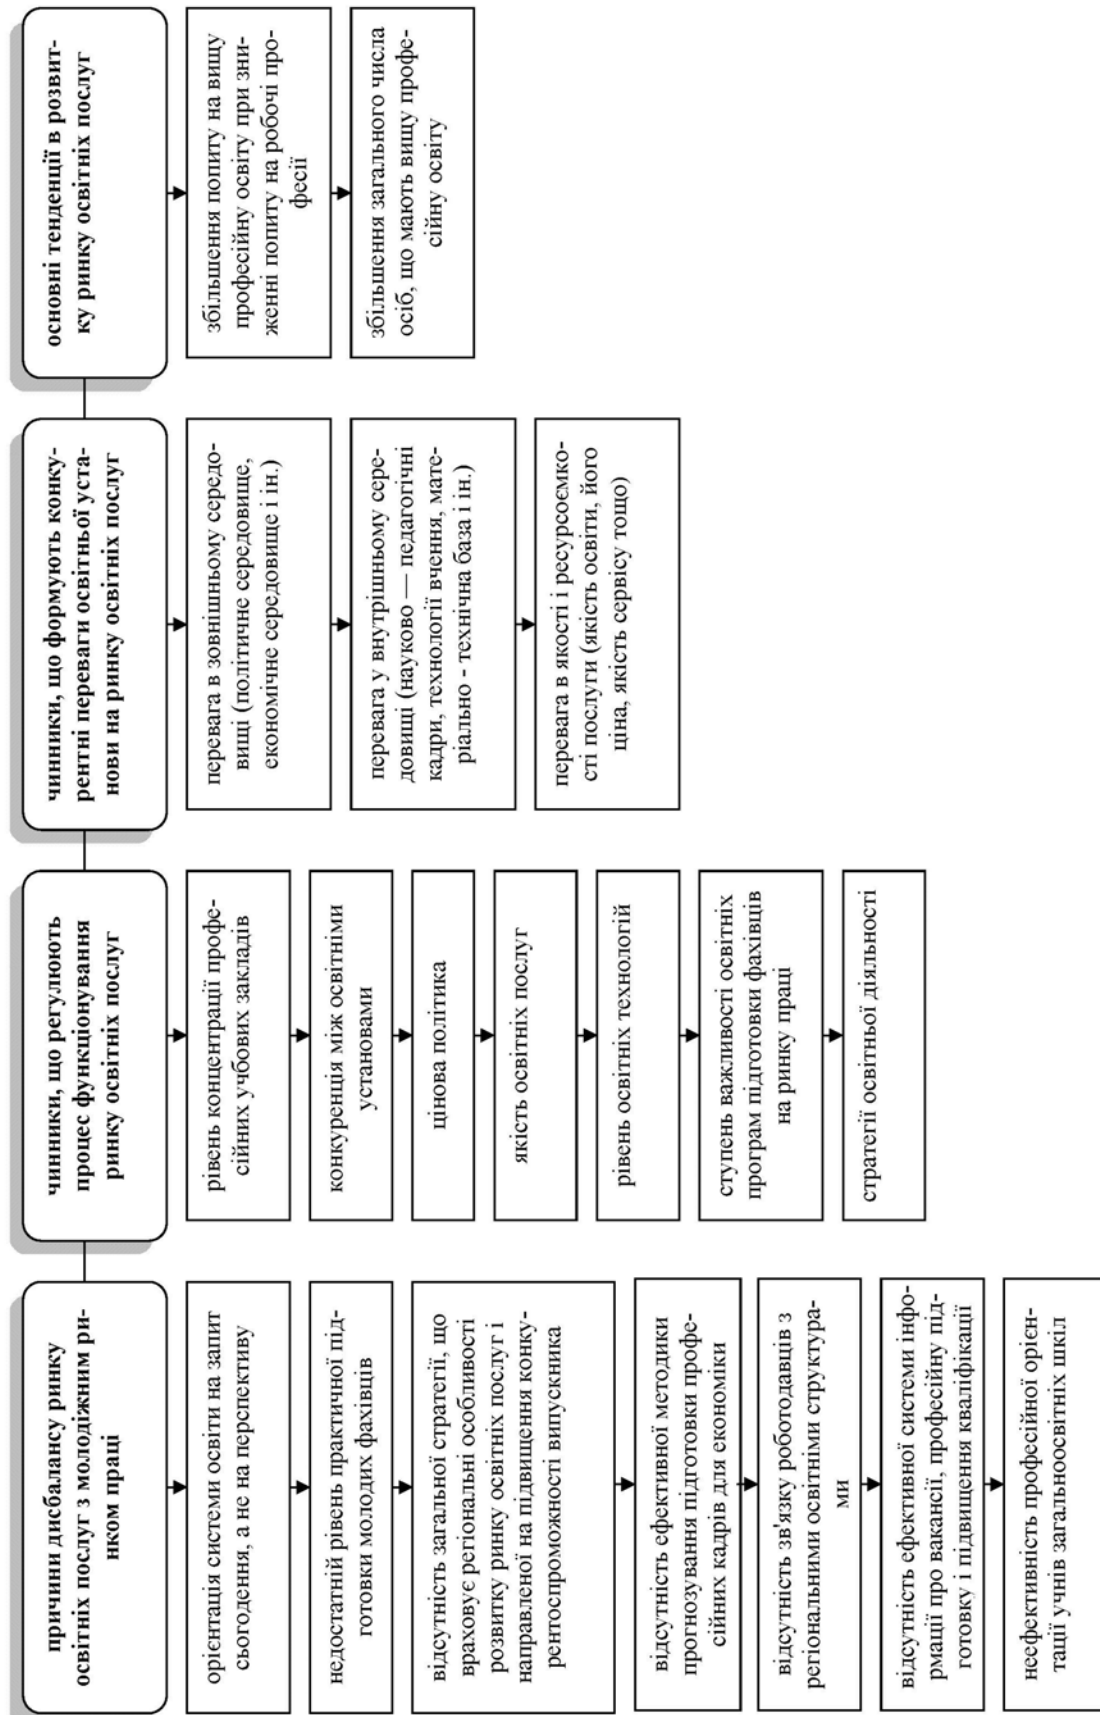 причини дисбалансу ринку
освітніх послуг з молодіжним ри-
нком праці
орієнтація системи освіти на запит
сьогодення, а не на перспективу
недостатній рівень практичної під-
готовки молодих фахівців
відсутність загальної стратегії, що
враховує регіональні особливості
розвитку ринку освітніх послуг і
направленої на підвищення конку-
рентоспроможності випускника
відсутність ефективної методики
прогнозування підготовки профе-
сійних кадрів для економіки
відсутність зв'язку роботодавців з
регіональними освітніми структура-
ми
відсутність ефективної системи інфо-
рмації про вакансії, професійну під-
готовку і підвищення кваліфікації
неефективність професійної орієн-
тації учнів загальноосвітніх шкіл
чинники, що регулюють
процес функціонування
ринку освітніх послуг
рівень концентрації профе-
сійних учбових закладів
конкуренція між освітніми
установами
цінова політика
якість освітніх послуг
рівень освітніх технологій
ступень важливості освітніх
програм підготовки фахівців
на ринку праці
стратегії освітньої діяльності
чинники, що формують конку-
рентні переваги освітньої уста-
нови на ринку освітніх послуг
перевага в зовнішньому середо-
вищі (політичне середовище,
економічне середовище і ін.)
перевага у внутрішньому сере-
довищі (науково — педагогічні
кадри, технології вчення, мате-
ріально - технічна база і ін.)
перевага в якості і ресурсоємко-
сті послуги (якість освіти, його
ціна, якість сервісу тощо)
основні тенденції в розвит-
ку ринку освітніх послуг
збільшення попиту на вищу
професійну освіту при зни-
женні попиту на робочі про-
фесії
збільшення загального числа
осіб, що мають вищу профе-
сійну освіту